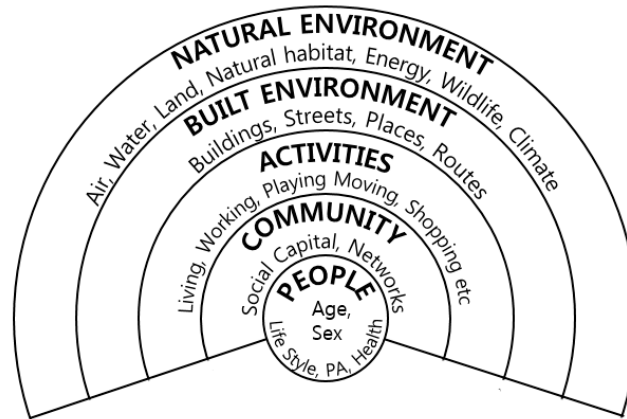 NATURAL ENVIRONMENT
Air, Water, Land, Natural habitat, Energy, Wildlife, Climate
BUILT ENVIRONMENT
Buildings, Streets, Places, Routes
ACTIVITIES
Living, Working, Playing Moving, Shopping etc
COMMUNITY
Social Capital, Networks
PEOPLE
Age,
Sex
Life Style, PA, Health